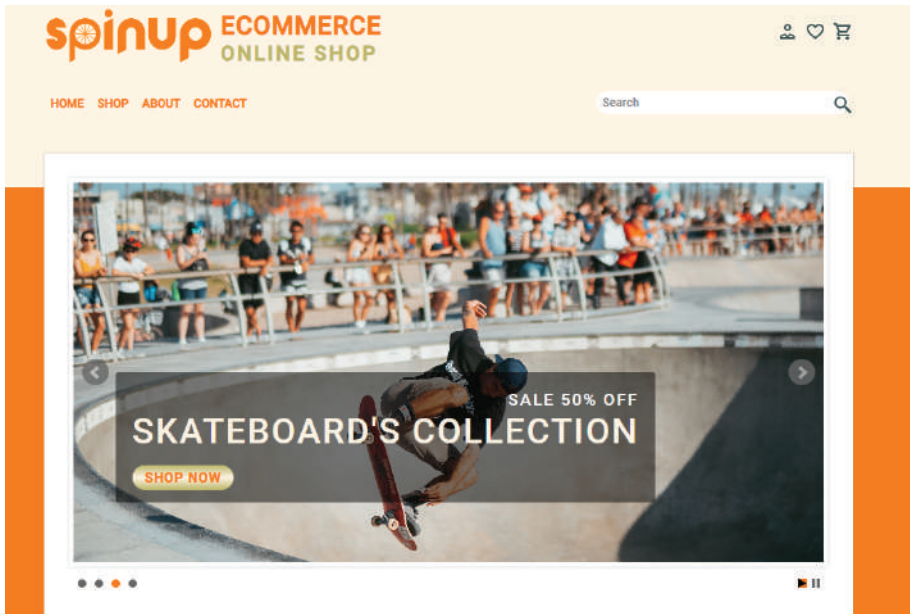 spinup ECOMMERCE
ONLINE SHOP
HOME SHOP ABOUT CONTACT
Search
SALE 50% OFF
SKATEBOARD'S COLLECTION
SHOP NOW